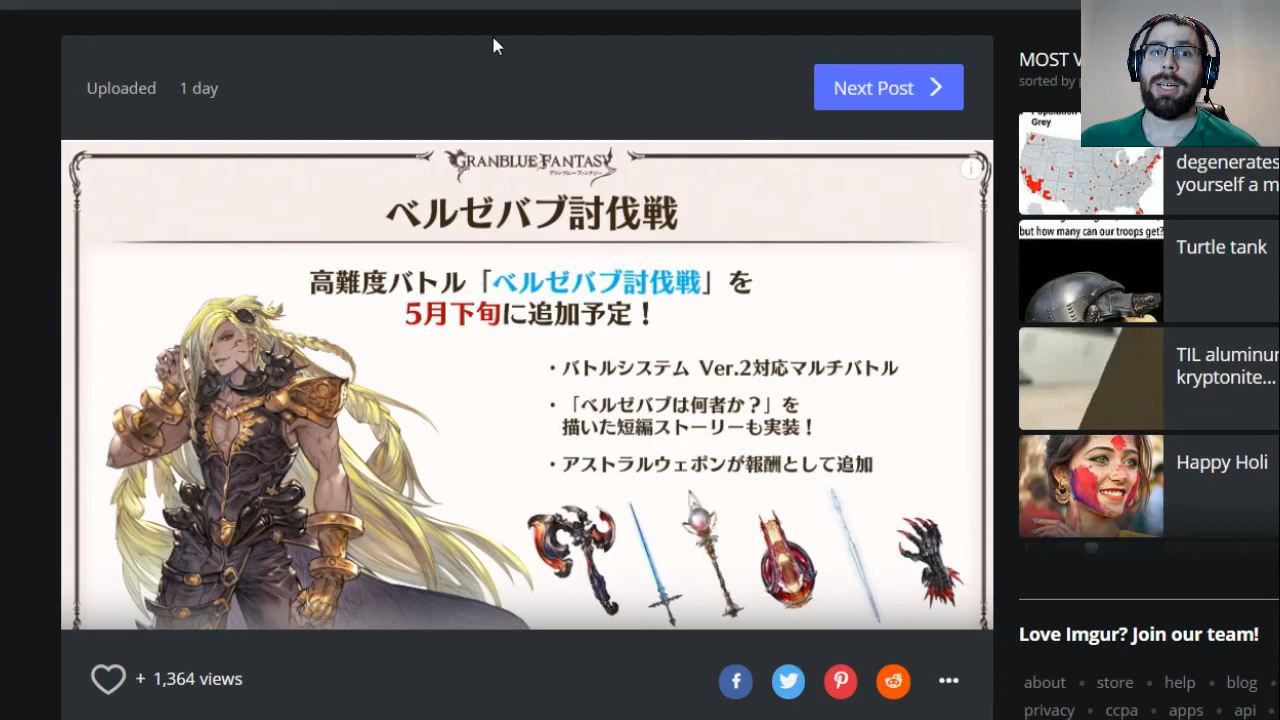 Uploaded 1 day
Next Post
GRANBLUE FANTASY
グランブルーファンタジー
ベルゼバブ討伐戦
高難度バトル「ベルゼバブ討伐戦」を
5月下旬に追加予定！
・バトルシステム Ver.2対応マルチバトル
・「ベルゼバブは何者か？」を
描いた短編ストーリーも実装！
・アストラルウェポンが報酬として追加
+ 1,364 views
MOST V
sorted by
Grey
degenerates
yourself a m
but how many can our troops get?
Turtle tank
TIL aluminu
kryptonite...
Happy Holi
Love Imgur? Join our team!
about • store • help • blog •
privacy • ccpa • apps • api •